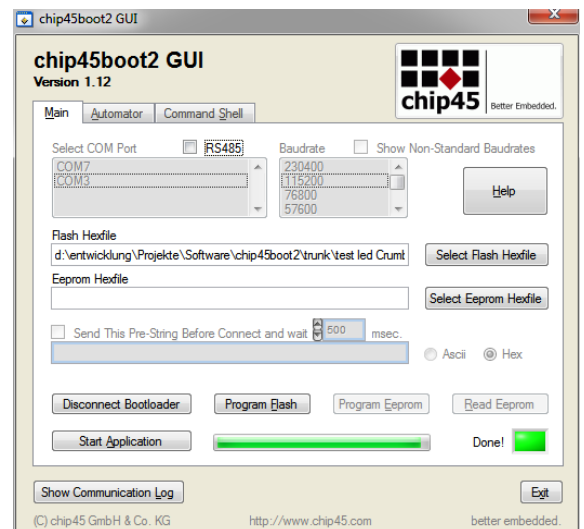 chip45boot2 GUI
chip45boot2 GUI
Version 1.12
chip45 Better Embedded.
Main Automator Command Shell
Select COM Port RS485 Baudrate Show Non-Standard Baudrates
COM7 230400
COM3 115200
76800
57600
Help
Flash Hexfile
d:\entwicklung\Projekte\Software\chip45boot2\trunk\test led Crumb Select Flash Hexfile
Eeprom Hexfile
Select Eeprom Hexfile
Send This Pre-String Before Connect and wait 500 msec.
Ascii Hex
Disconnect Bootloader Program Flash Program Eeprom Read Eeprom
Start Application Done!
Show Communication Log Exit
(C) chip45 GmbH & Co. KG http://www.chip45.com better embedded.